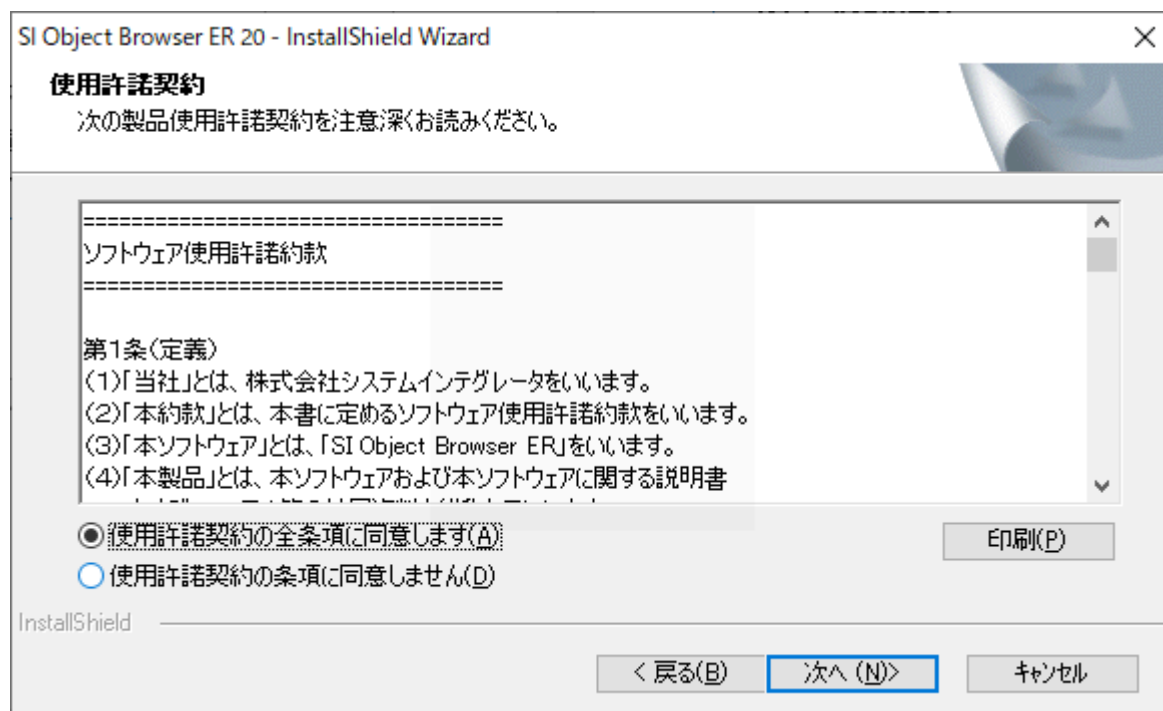 SI Object Browser ER 20 - InstallShield Wizard
使用許諾契約
次の製品使用許諾契約を注意深くお読みください。
===================================
ソフトウェア使用許諾約款
===================================
第1条(定義)
(1)「当社」とは、株式会社システムインテグレータをいいます。
(2)「本約款」とは、本書に定めるソフトウェア使用許諾約款をいいます。
(3)「本ソフトウェア」とは、「SI Object Browser ER」をいいます。
(4)「本製品」とは、本ソフトウェアおよび本ソフトウェアに関する説明書
使用許諾契約の全条項に同意します(A)
印刷(P)
使用許諾契約の条項に同意しません(D)
InstallShield
< 戻る(B)
次へ (N)>
キャンセル